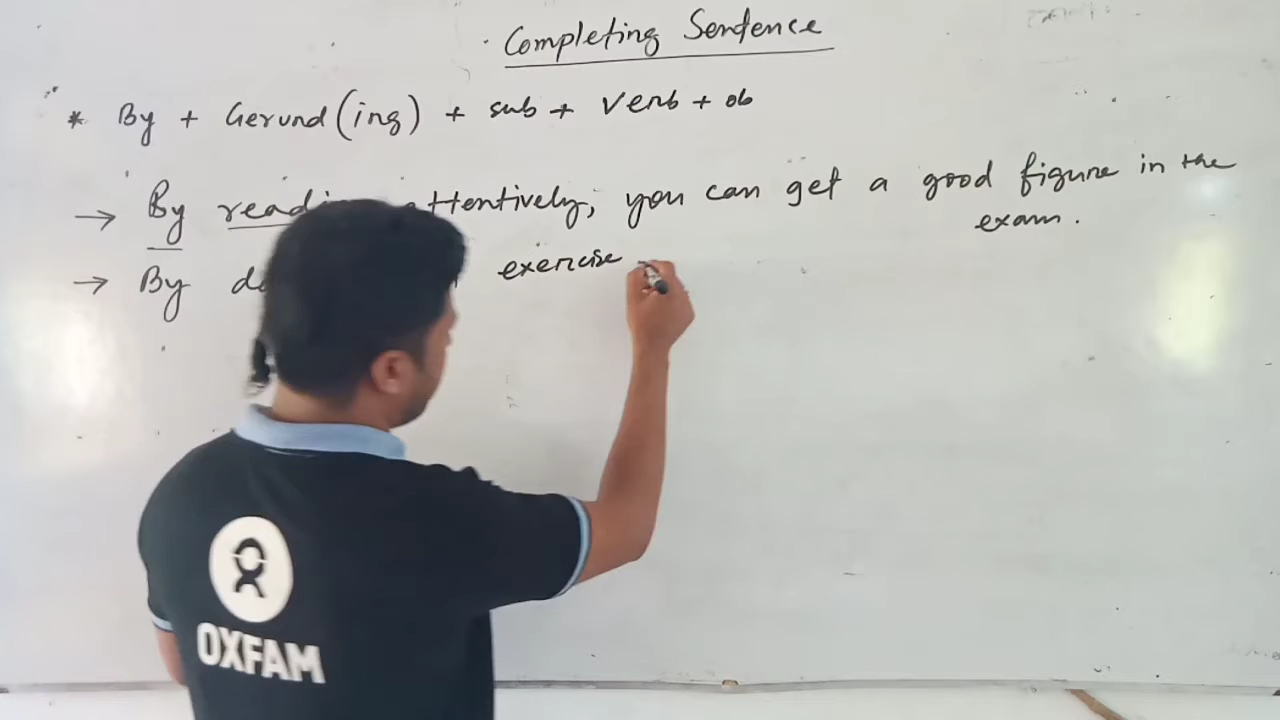 Completing Sentence
* By + Gerund (ing) + sub + Verb + ob
→ By attentively, you can get a good figure in the
exam.
→ By exercise
OXFAM